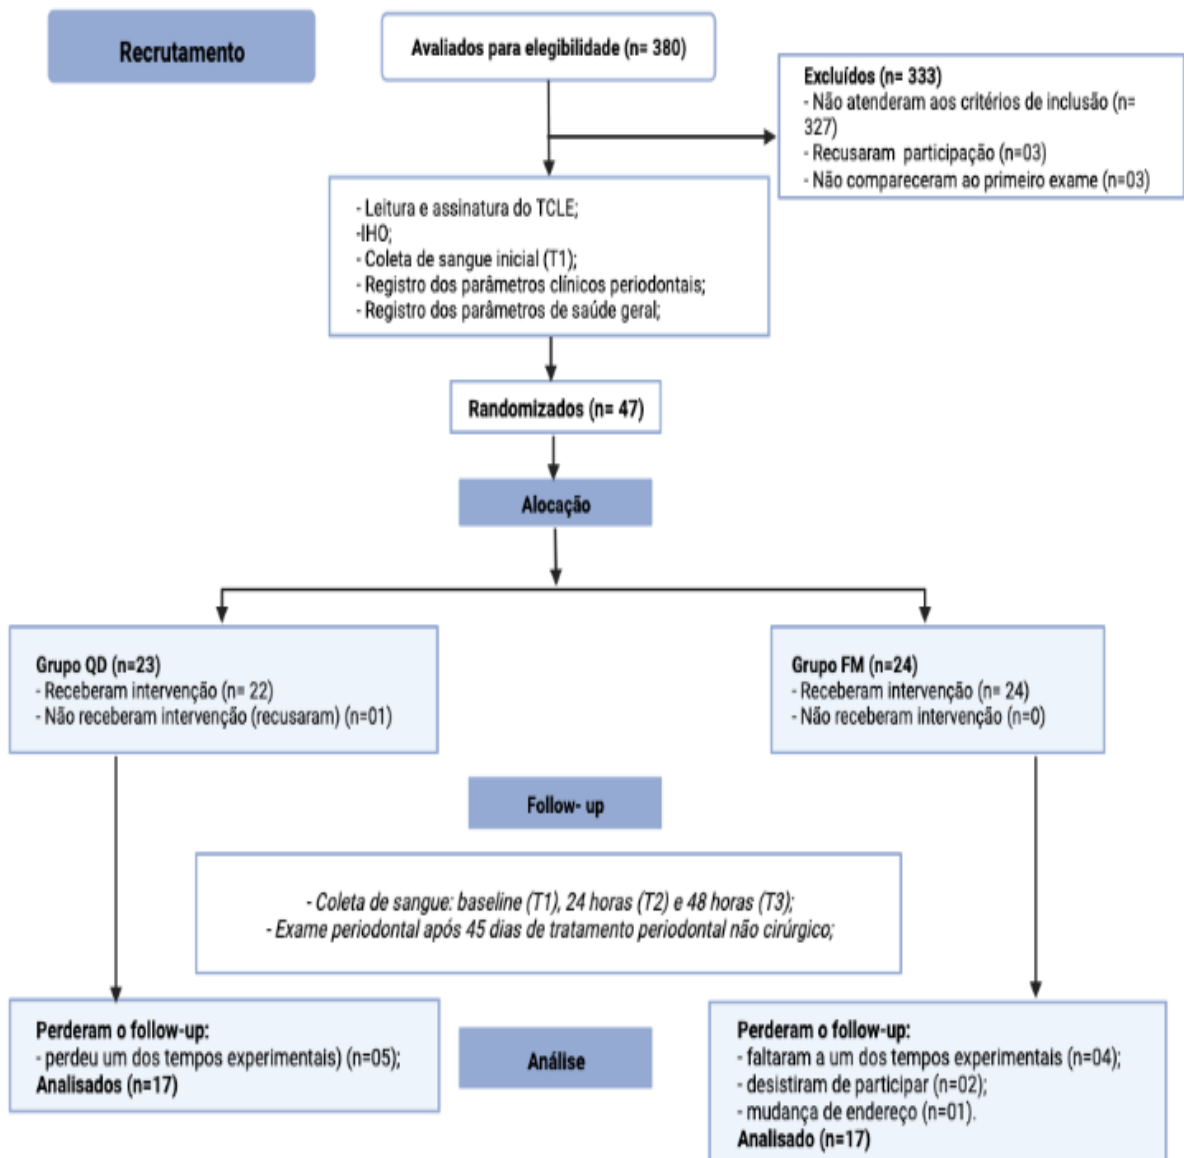 Recrutamento
Avaliados para elegibilidade (n= 380)
Excluídos (n= 333)
- Não atenderam aos critérios de inclusão (n=
327)
- Recusaram participação (n=03)
- Não compareceram ao primeiro exame (n=03)
- Leitura e assinatura do TCLE;
-IHO;
- Coleta de sangue inicial (T1);
- Registro dos parâmetros clínicos periodontais;
- Registro dos parâmetros de saúde geral;
Randomizados (n= 47)
Alocação
Grupo QD (n=23)
- Receberam intervenção (n= 22)
- Não receberam intervenção (recusaram) (n=01)
Grupo FM (n=24)
- Receberam intervenção (n= 24)
- Não receberam intervenção (n=0)
Follow- up
- Coleta de sangue: baseline (T1), 24 horas (T2) e 48 horas (T3);
- Exame periodontal após 45 dias de tratamento periodontal não cirúrgico;
Perderam o follow-up:
- perdeu um dos tempos experimentais) (n=05);
Analisados (n=17)
Análise
Perderam o follow-up:
- faltaram a um dos tempos experimentais (n=04);
- desistiram de participar (n=02);
- mudança de endereço (n=01).
Analisado (n=17)